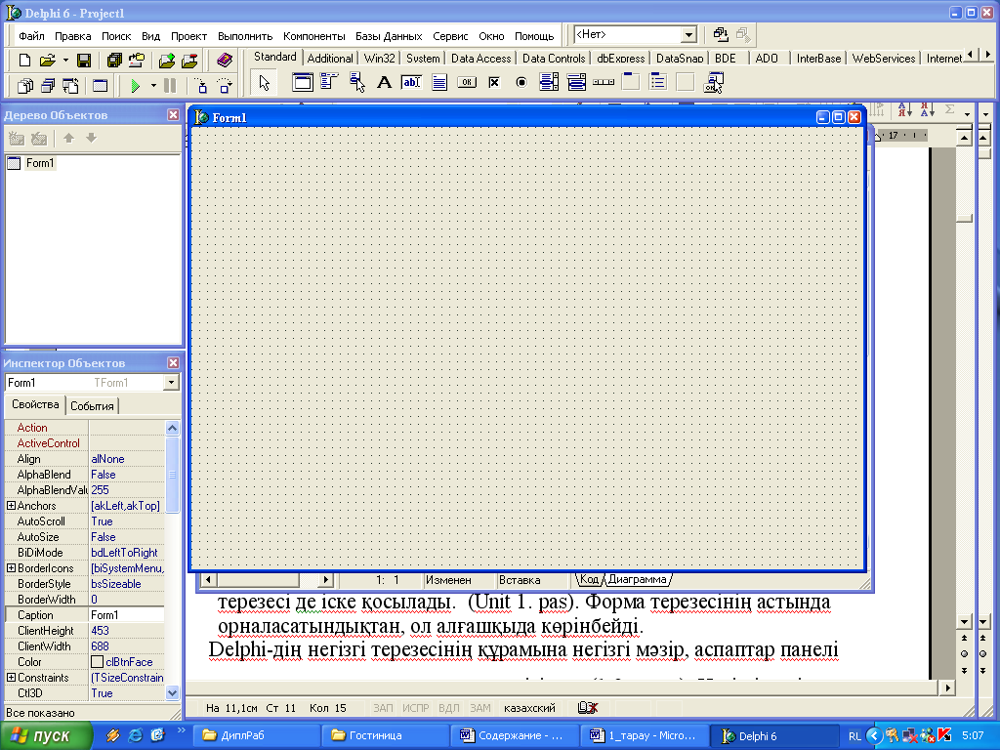 Delphi 6 - Project1
Файл Правка Поиск Вид Проект Выполнить Компоненты Базы Данных Сервис Окно Помощь <Нет>
Standard Additional Win32 System Data Access Data Controls dbExpress DataSnap BDE ADO InterBase WebServices Internet
Дерево Объектов
Form1
Form1
17
Инспектор Объектов
Form1 TForm1
Свойства События
Action
ActiveControl
Align alNone
AlphaBlend False
AlphaBlendValu 255
Anchors [akLeft,akTop]
AutoScroll True
AutoSize False
BiDiMode bdLeftToRight
BorderIcons [biSystemMenu,
BorderStyle bsSizeable
BorderWidth 0
Caption Form1
ClientHeight 453
ClientWidth 688
Color clBtnFace
Constraints (TSizeConstrain
Ctl3D True
Все показано
1: 1 Изменен Вставка Код Диаграмма
терезесі де іске қосылады. (Unit 1. pas). Форма терезесінің астында
орналасатындықтан, ол алғашқыда көрінбейді.
Delphi-дің негізгі терезесінің құрамына негізгі мәзір, аспаптар панелі
На 11,1см Ст 11 Кол 15 ЗАП ИСПР ВДЛ ЗАМ казахский
пуск ДиплРаб Гостиница Содержание - ... 1_тарау - Micro... Delphi 6 RL 5:07